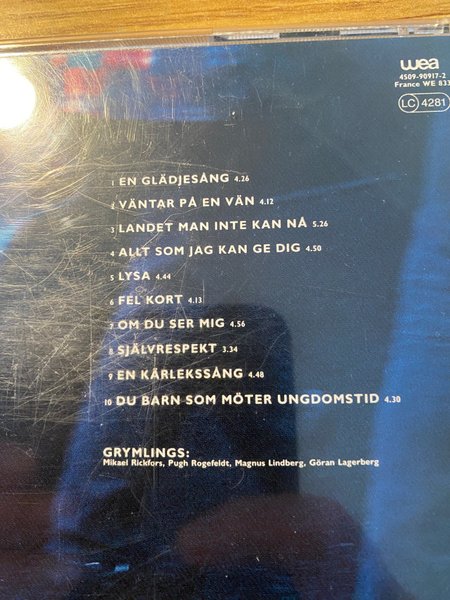 wea
4509-90917-2
France WE 833
LC 4281
1 EN GLÄDJESÅNG 4.26
2 VÄNTAR PÅ EN VÄN 4.12
3 LANDET MAN INTE KAN NÅ 5.26
4 ALLT SOM JAG KAN GE DIG 4.50
5 LYSA 4.44
6 FEL KORT 4.13
7 OM DU SER MIG 4.56
8 SJÄLVRESPEKT 3.34
9 EN KÄRLEKSSÅNG 4.48
10 DU BARN SOM MÖTER UNGDOMSTID 4.30
GRYMLINGS:
Mikael Rickfors, Pugh Rogefeldt, Magnus Lindberg, Göran Lagerberg